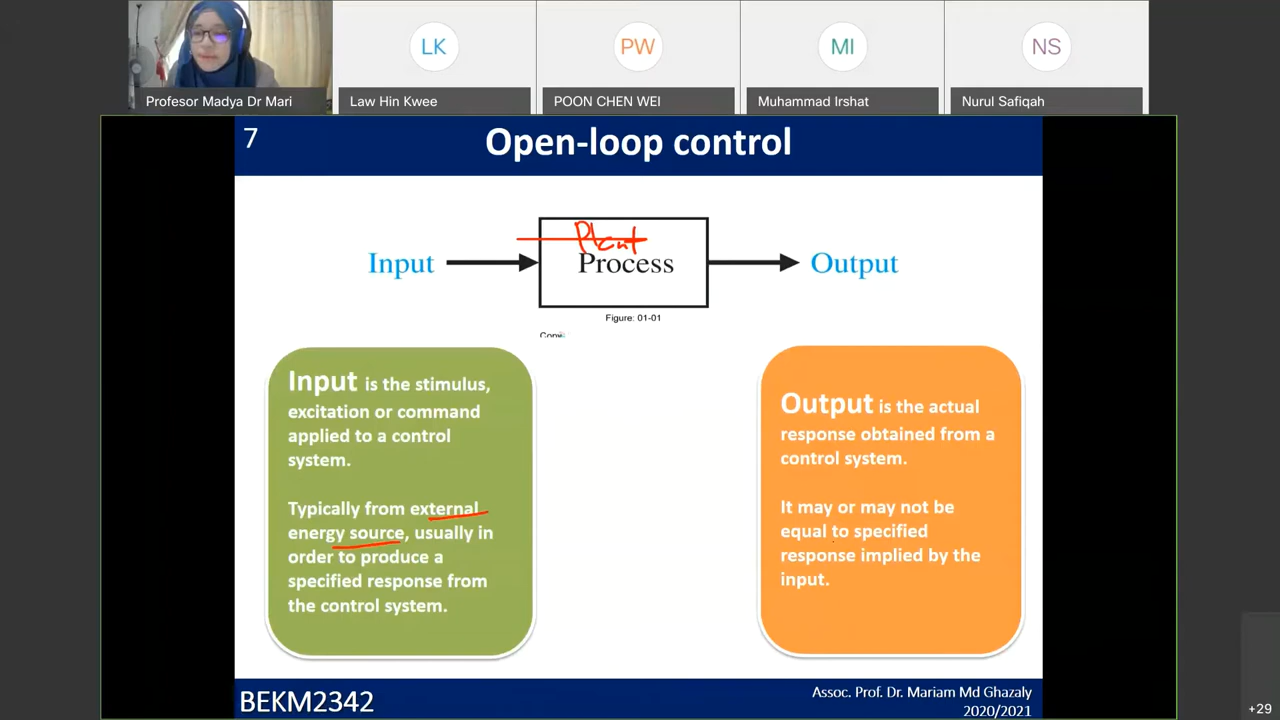 LK
PW
MI
NS
Profesor Madya Dr Mari
Law Hin Kwee
POON CHEN WEI
Muhammad Irshat
Nurul Safiqah
7
Open-loop control
Plant
Input
Process
Output
Figure: 01-01
Input is the stimulus,
excitation or command
applied to a control
system.
Typically from external
energy source, usually in
order to produce a
specified response from
the control system.
Output is the actual
response obtained from a
control system.
It may or may not be
equal to specified
response implied by the
input.
BEKM2342
Assoc. Prof. Dr. Mariam Md Ghazaly
2020/2021
+29